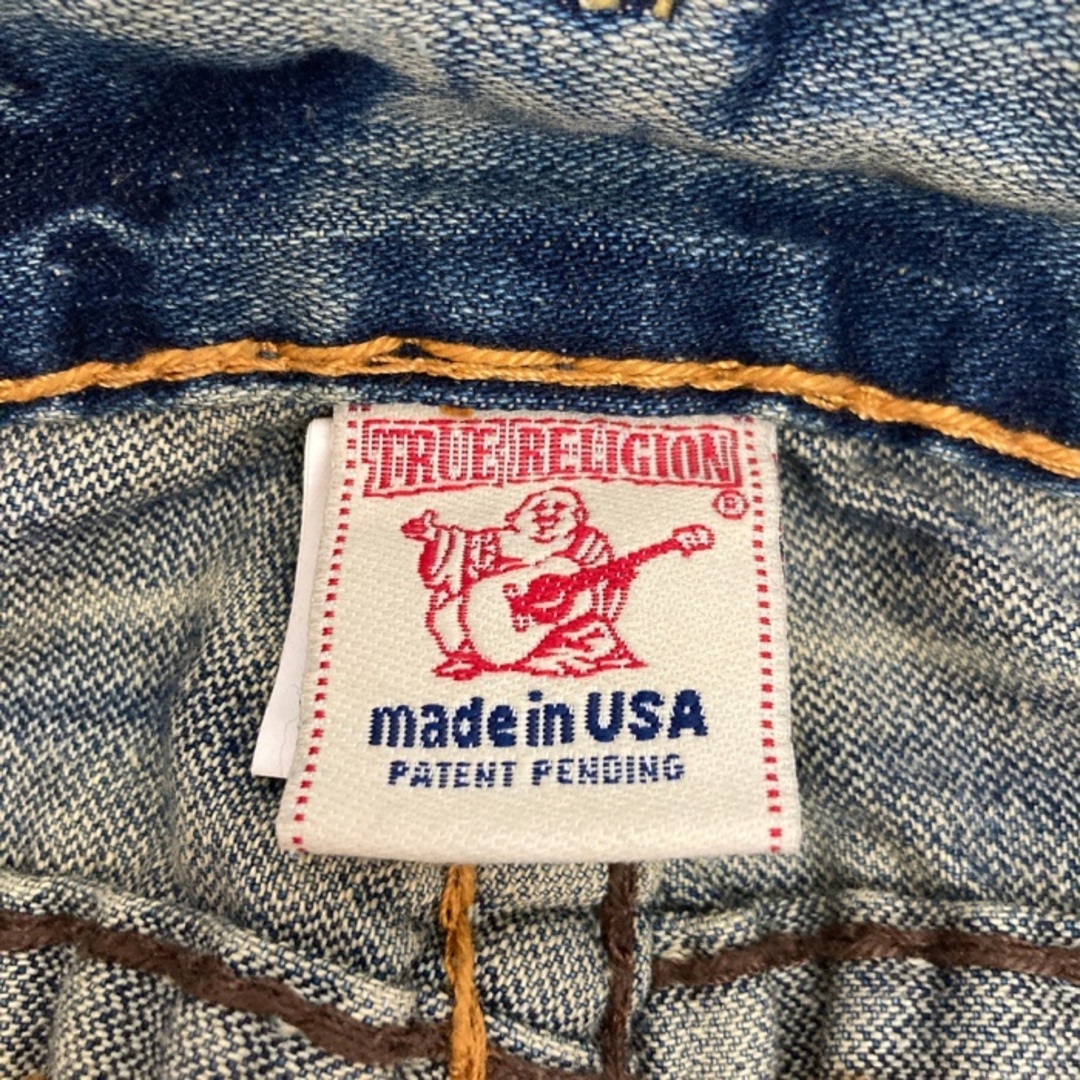 TRUE RELIGION
®
made in USA
PATENT PENDING